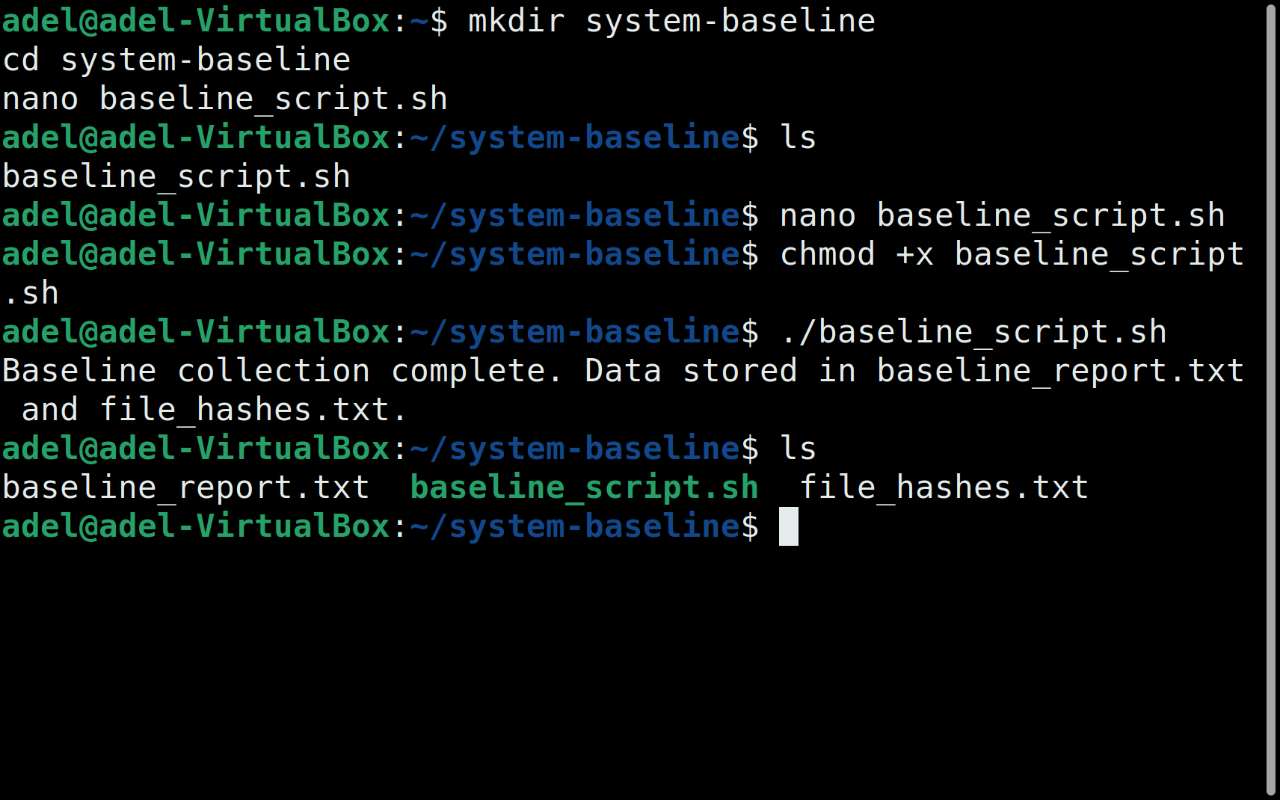 adel@adel-VirtualBox:~$ mkdir system-baseline
cd system-baseline
nano baseline_script.sh
adel@adel-VirtualBox:~/system-baseline$ ls
baseline_script.sh
adel@adel-VirtualBox:~/system-baseline$ nano baseline_script.sh
adel@adel-VirtualBox:~/system-baseline$ chmod +x baseline_script
.sh
adel@adel-VirtualBox:~/system-baseline$ ./baseline_script.sh
Baseline collection complete. Data stored in baseline_report.txt
 and file_hashes.txt.
adel@adel-VirtualBox:~/system-baseline$ ls
baseline_report.txt  baseline_script.sh  file_hashes.txt
adel@adel-VirtualBox:~/system-baseline$